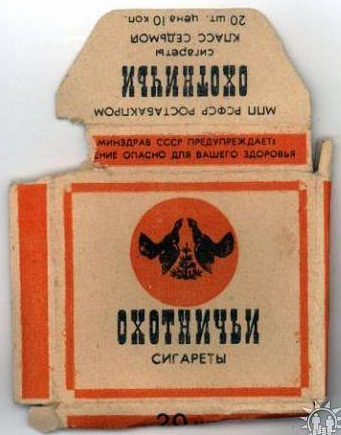 20 шт. цена 10 коп.
КЛАСС СЕДЬМОЙ
сигареты
ОХОТНИЧЬИ
МПП РСФСР РОСТАБАКПРОМ
МИНЗДРАВ СССР ПРЕДУПРЕЖДАЕТ:
ЕНИЕ ОПАСНО ДЛЯ ВАШЕГО ЗДОРОВЬЯ
ОХОТНИЧЬИ
СИГАРЕТЫ
20